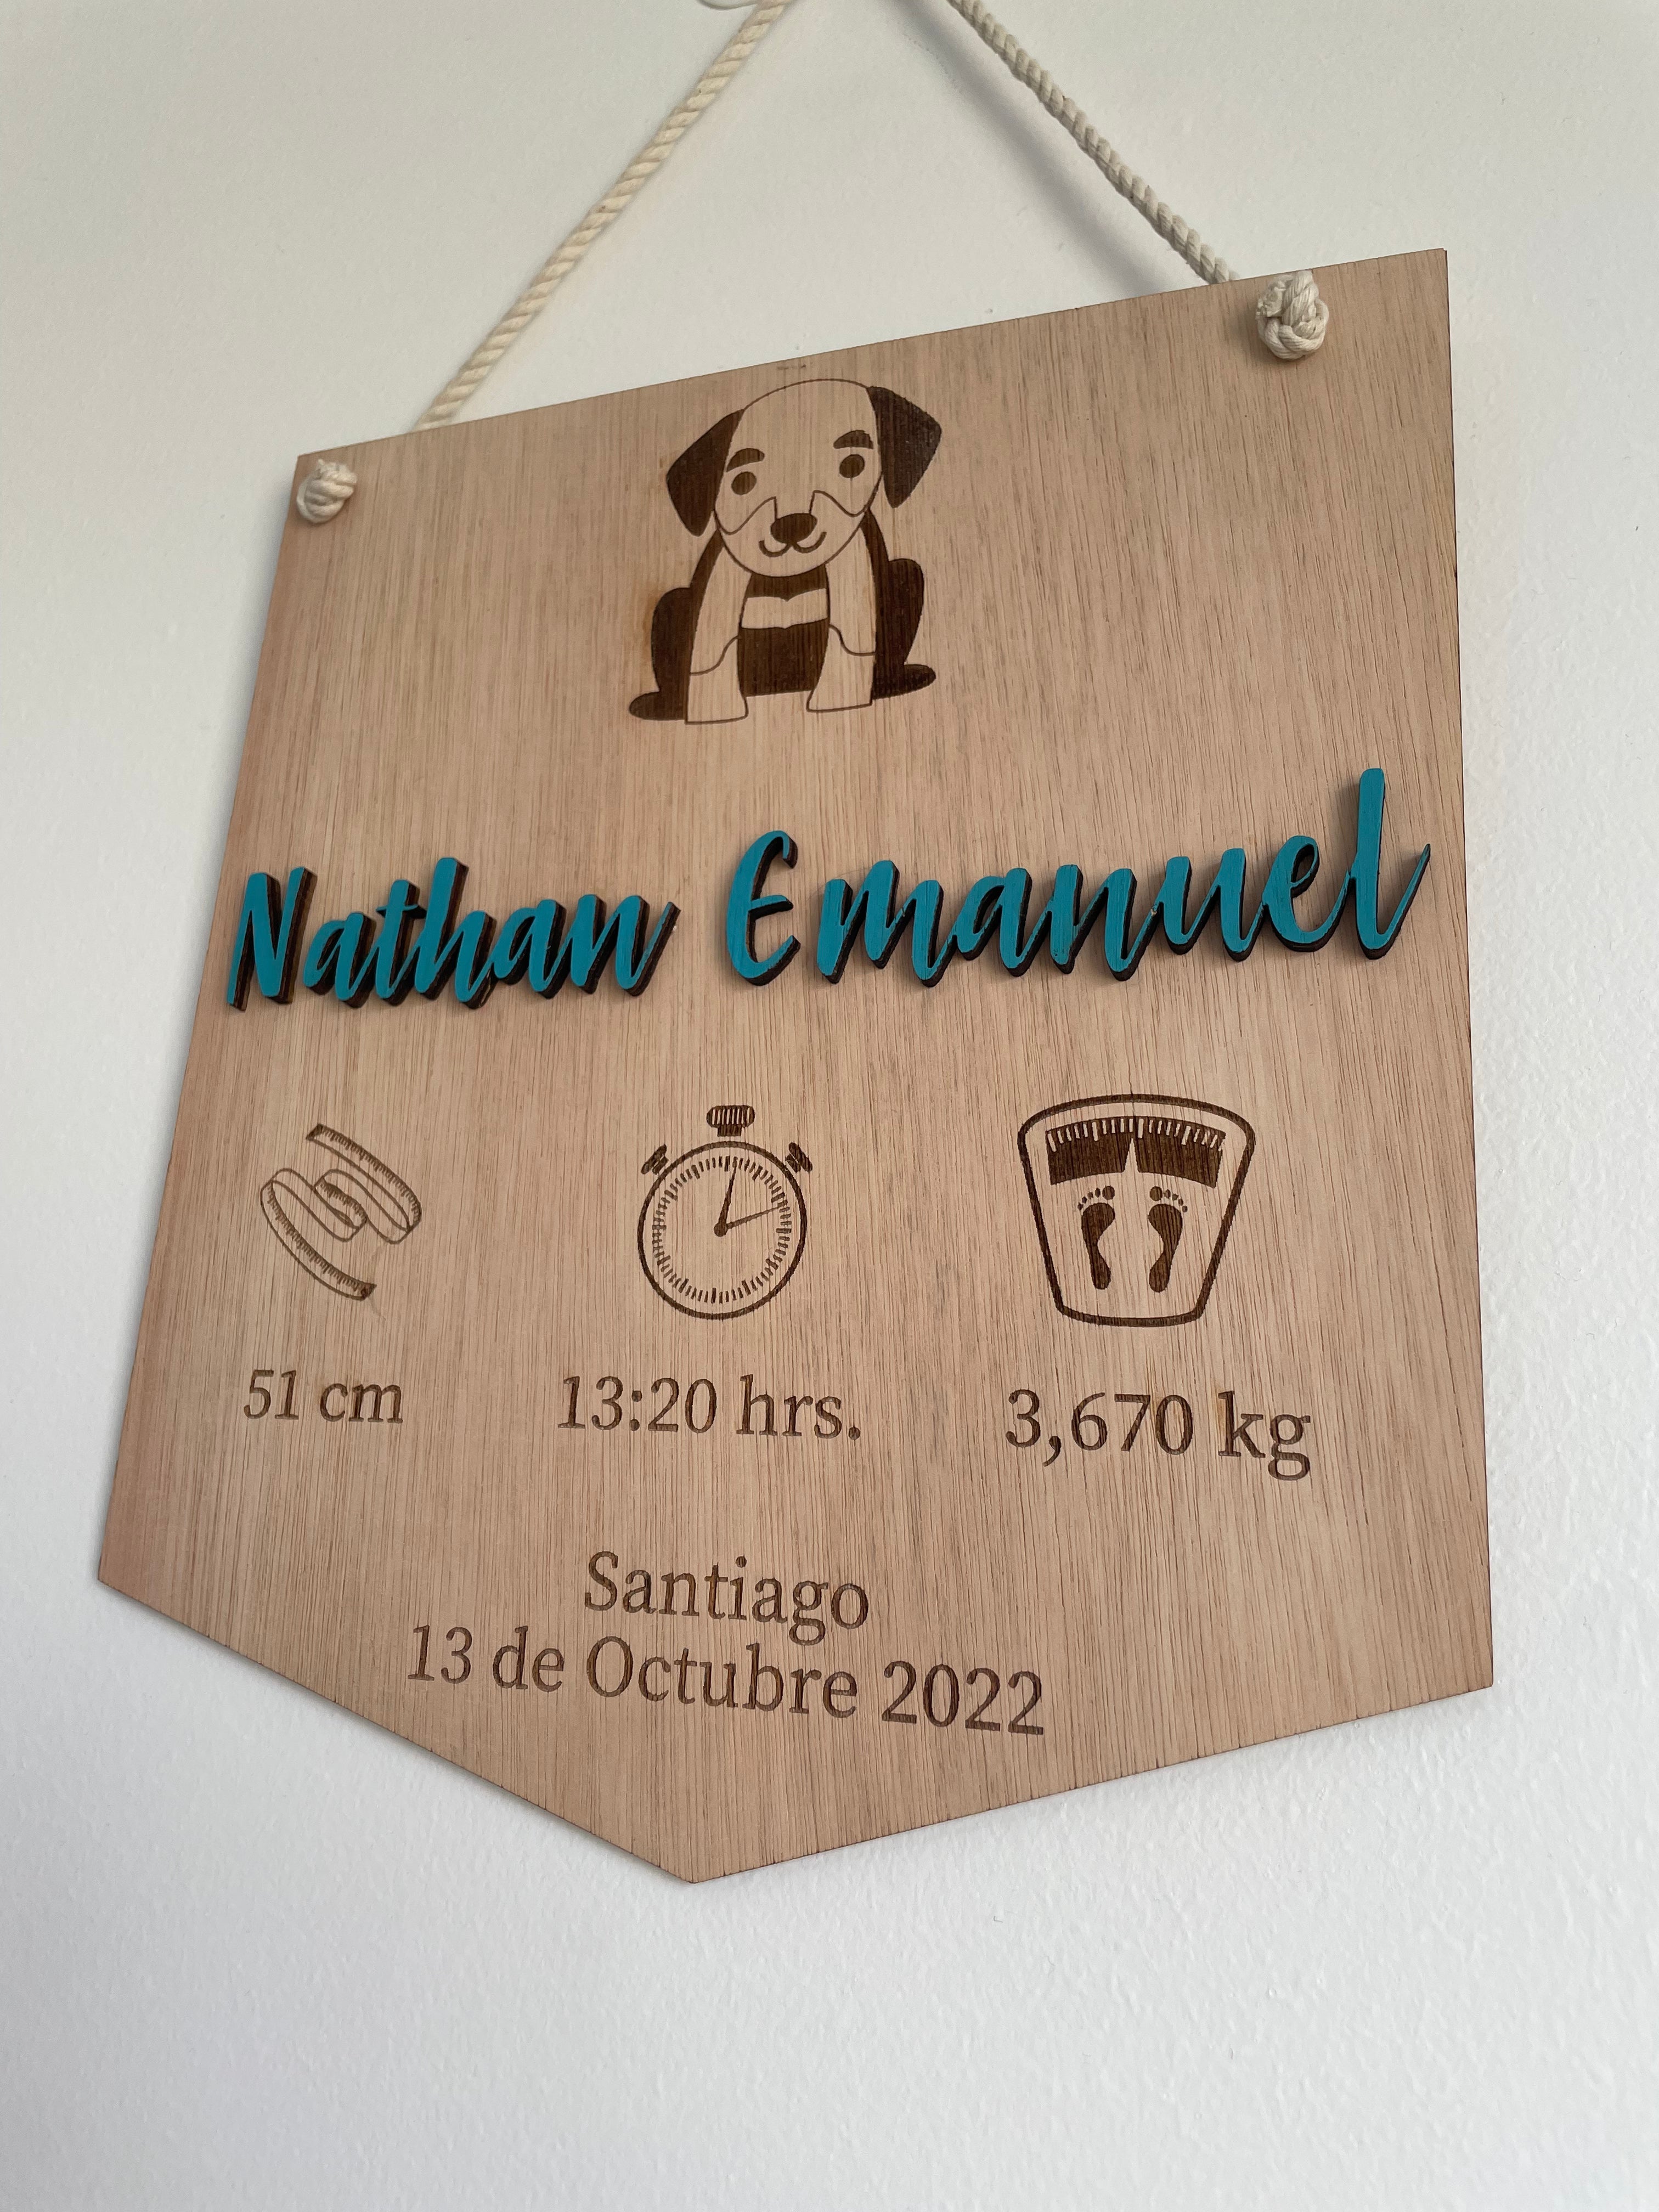 Nathan Emanuel
51 cm 13:20 hrs. 3,670 kg
Santiago
13 de Octubre 2022